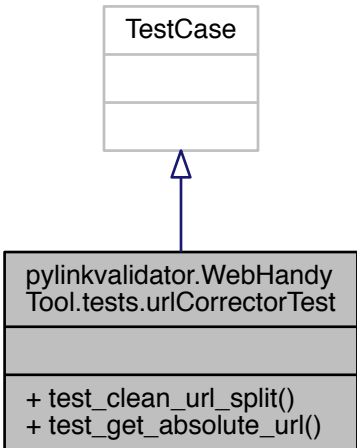 TestCase
pylinkvalidator.WebHandy
Tool.tests.urlCorrectorTest
+ test_clean_url_split()
+ test_get_absolute_url()